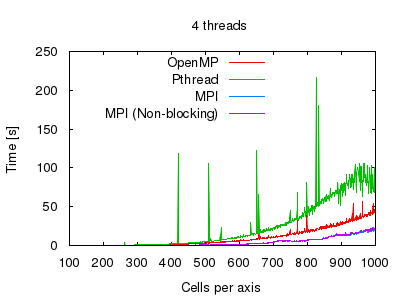 4 threads
250
200
150
100
50
0
Time [s]
OpenMP
Pthread
MPI
MPI (Non-blocking)
100 200 300 400 500 600 700 800 900 1000
Cells per axis